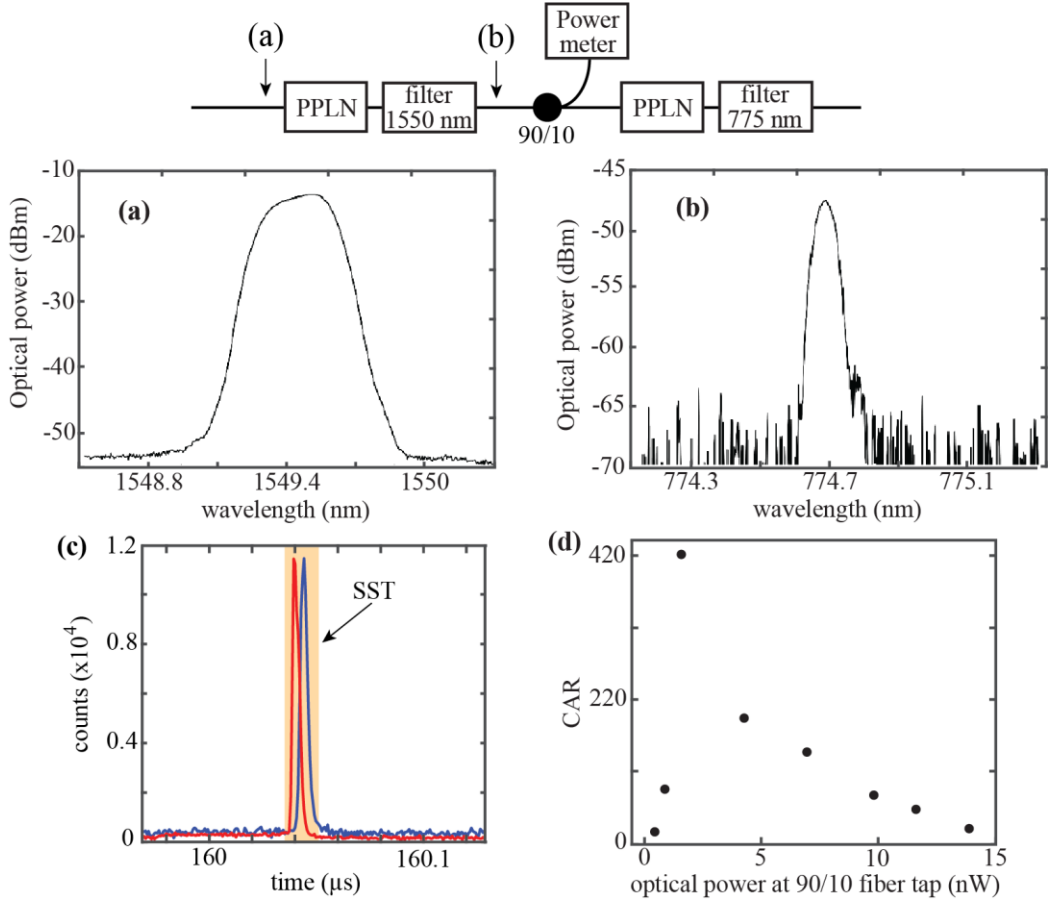 (a)
(b)
Power
meter
PPLN
filter
1550 nm
90/10
PPLN
filter
775 nm
-10
-20
-30
-40
-50
Optical power (dBm)
(a)
1548.8
1549.4
1550
wavelength (nm)
-45
-50
-55
-60
-65
-70
Optical power (dBm)
(b)
774.3
774.7
775.1
wavelength (nm)
(c)
1.2
0.8
0.4
0
counts (x10⁴)
SST
160
160.1
time (µs)
(d)
420
220
0
CAR
0
5
10
15
optical power at 90/10 fiber tap (nW)